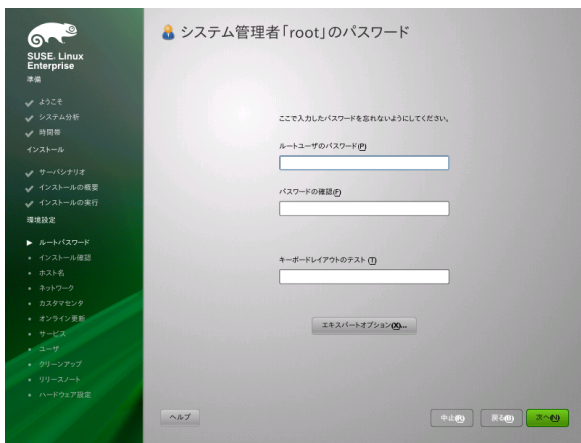 SUSE. Linux
Enterprise
準備
ようこそ
システム分析
時間帯
インストール
サーバシナリオ
インストールの概要
インストールの実行
環境設定
ルートパスワード
インストール確認
ホスト名
ネットワーク
カスタマセンタ
オンライン更新
サービス
ユーザ
クリーンアップ
リリースノート
ハードウェア設定
システム管理者「root」のパスワード
ここで入力したパスワードを忘れないようにしてください。
ルートユーザのパスワード(P)
パスワードの確認(F)
キーボードレイアウトのテスト (T)
エキスパートオプション(X)...
ヘルプ
中止(R)
戻る(B)
次へ(N)